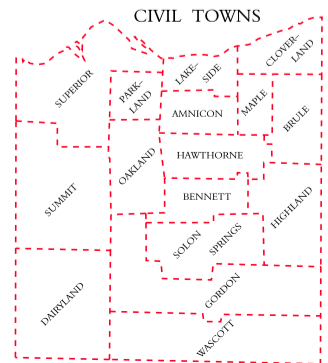 CIVIL TOWNS
CLOVER-
LAND
LAKE-
SIDE
SUPERIOR
PARK-
LAND
MAPLE
BRULE
AMNICON
HAWTHORNE
OAKLAND
BENNETT
SUMMIT
HIGHLAND
SOLON SPRINGS
GORDON
DAIRYLAND
WASCOTT